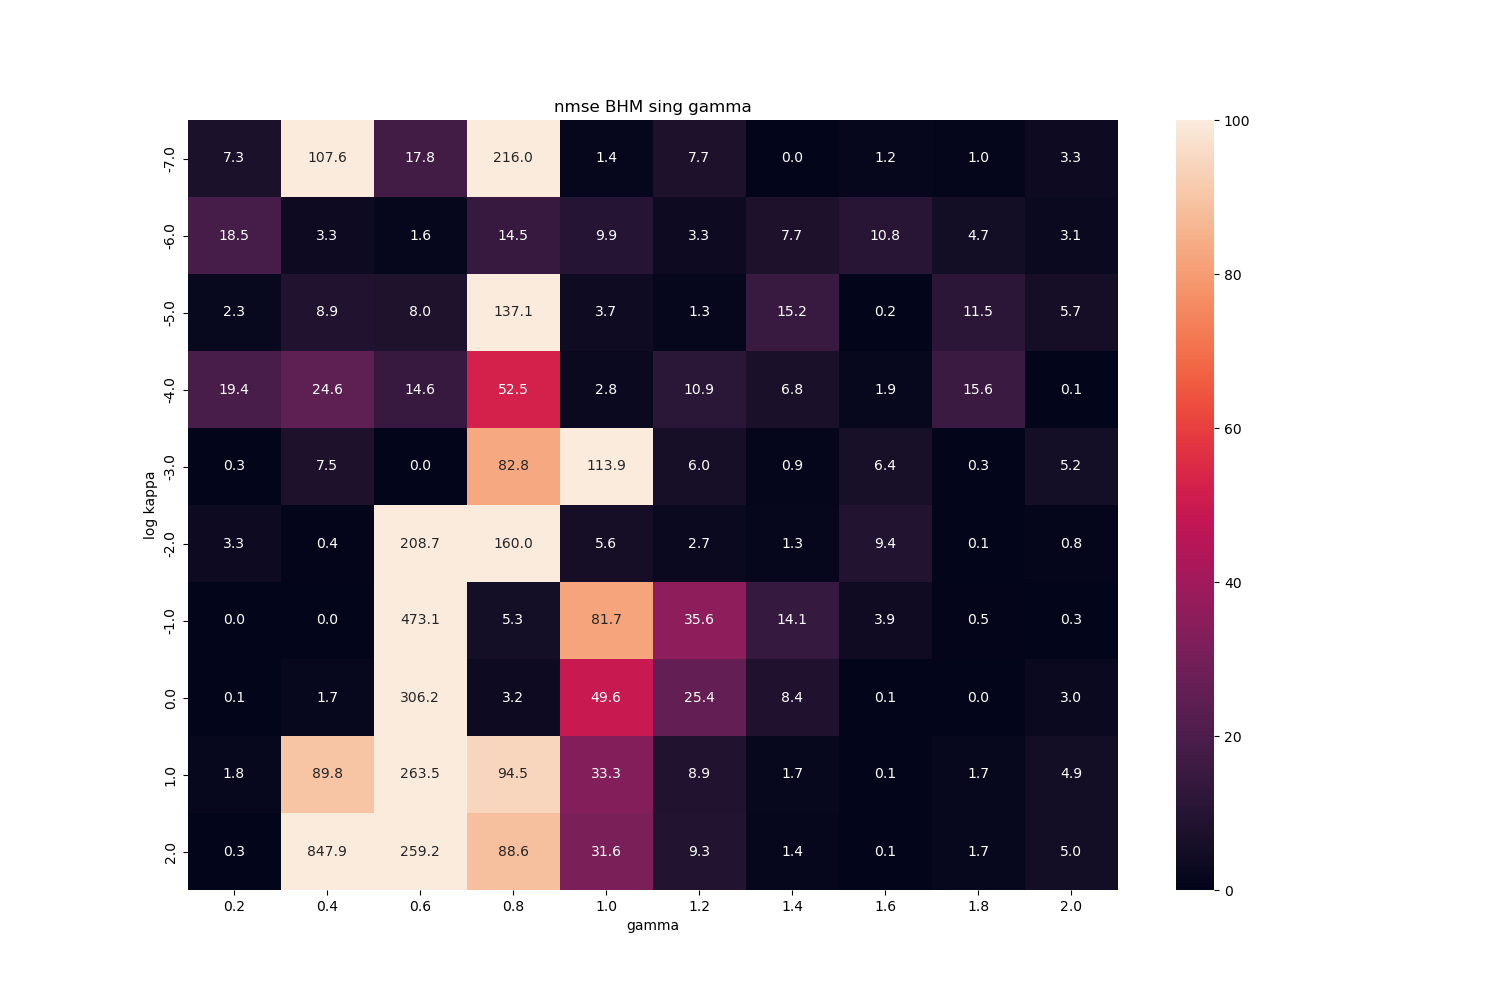 nmse BHM sing gamma
-7.0 7.3 107.6 17.8 216.0 1.4 7.7 0.0 1.2 1.0 3.3
-6.0 18.5 3.3 1.6 14.5 9.9 3.3 7.7 10.8 4.7 3.1
-5.0 2.3 8.9 8.0 137.1 3.7 1.3 15.2 0.2 11.5 5.7
-4.0 19.4 24.6 14.6 52.5 2.8 10.9 6.8 1.9 15.6 0.1
-3.0 0.3 7.5 0.0 82.8 113.9 6.0 0.9 6.4 0.3 5.2
-2.0 3.3 0.4 208.7 160.0 5.6 2.7 1.3 9.4 0.1 0.8
-1.0 0.0 0.0 473.1 5.3 81.7 35.6 14.1 3.9 0.5 0.3
0.0 0.1 1.7 306.2 3.2 49.6 25.4 8.4 0.1 0.0 3.0
1.0 1.8 89.8 263.5 94.5 33.3 8.9 1.7 0.1 1.7 4.9
2.0 0.3 847.9 259.2 88.6 31.6 9.3 1.4 0.1 1.7 5.0
0.2 0.4 0.6 0.8 1.0 1.2 1.4 1.6 1.8 2.0
gamma
log kappa
100
80
60
40
20
0